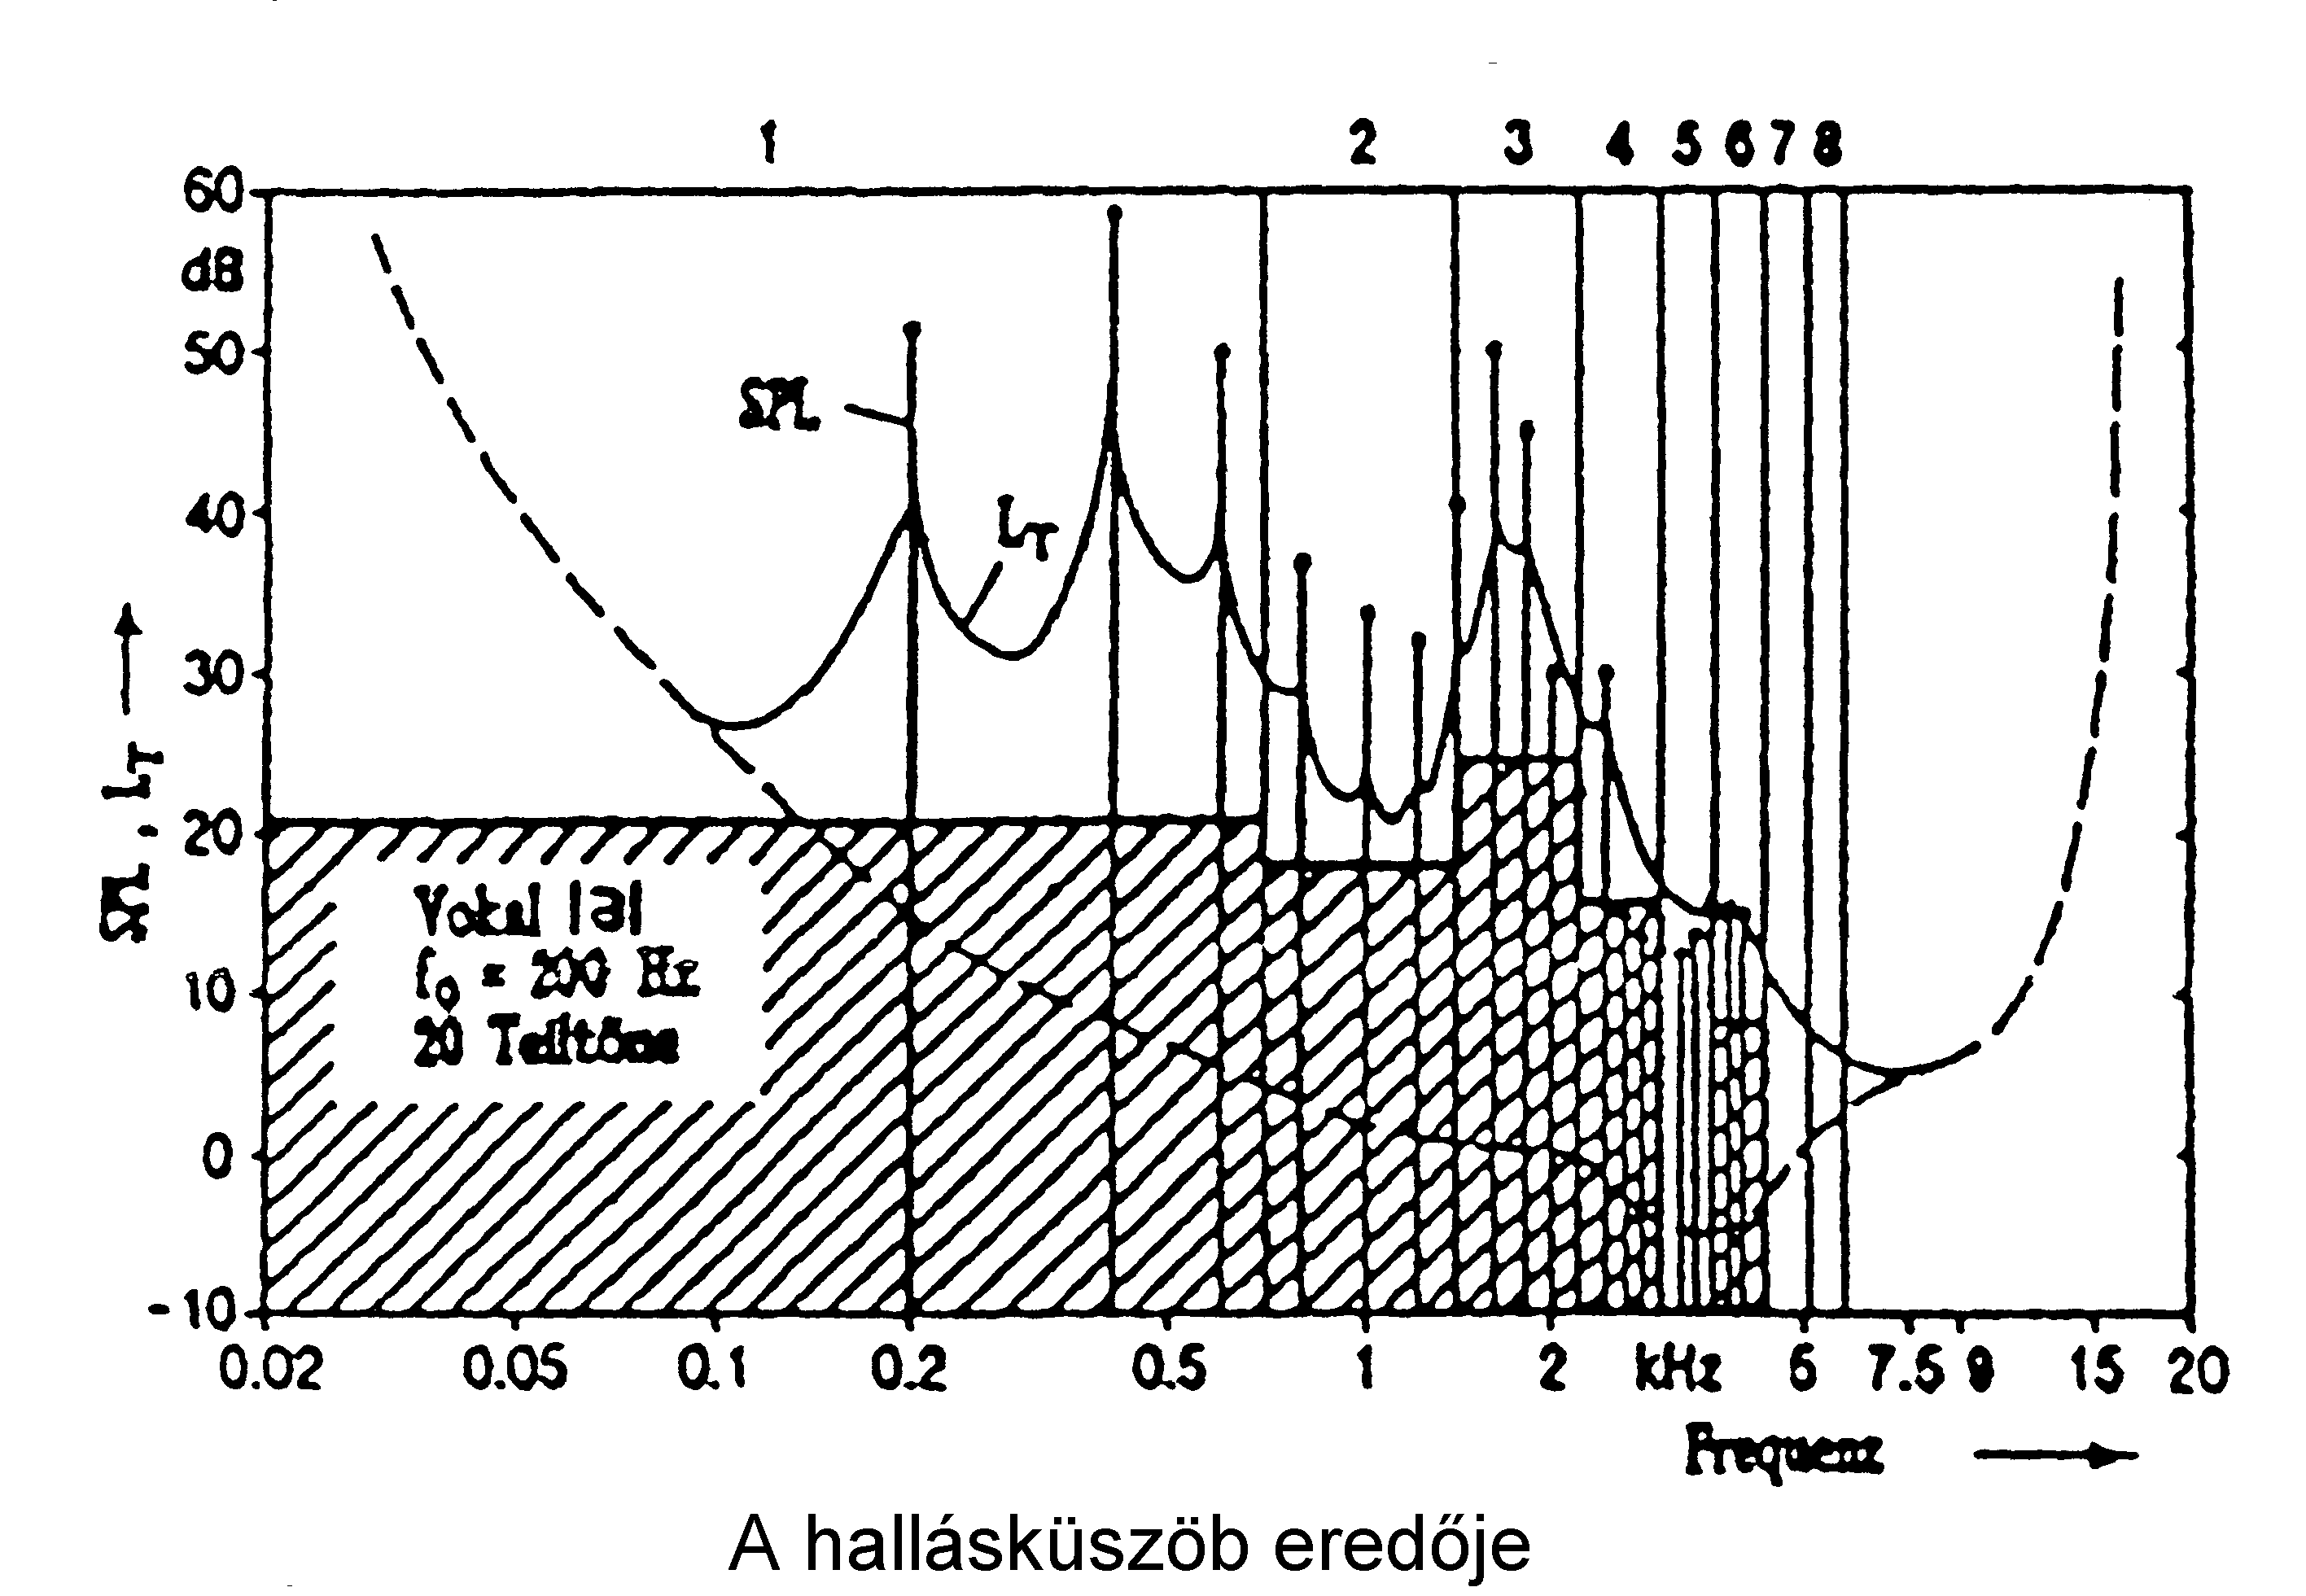 1 2 3 4 5 6 7 8
60
dB
50
40
30
20
10
0
-10
SPL
LT
SPL, LT
Vokal |a|
f0 = 200 Hz
20 Teiltöne
0.02 0.05 0.1 0.2 0.5 1 2 kHz 6 7.5 9 15 20
Frequenz
A hallásküszöb eredője